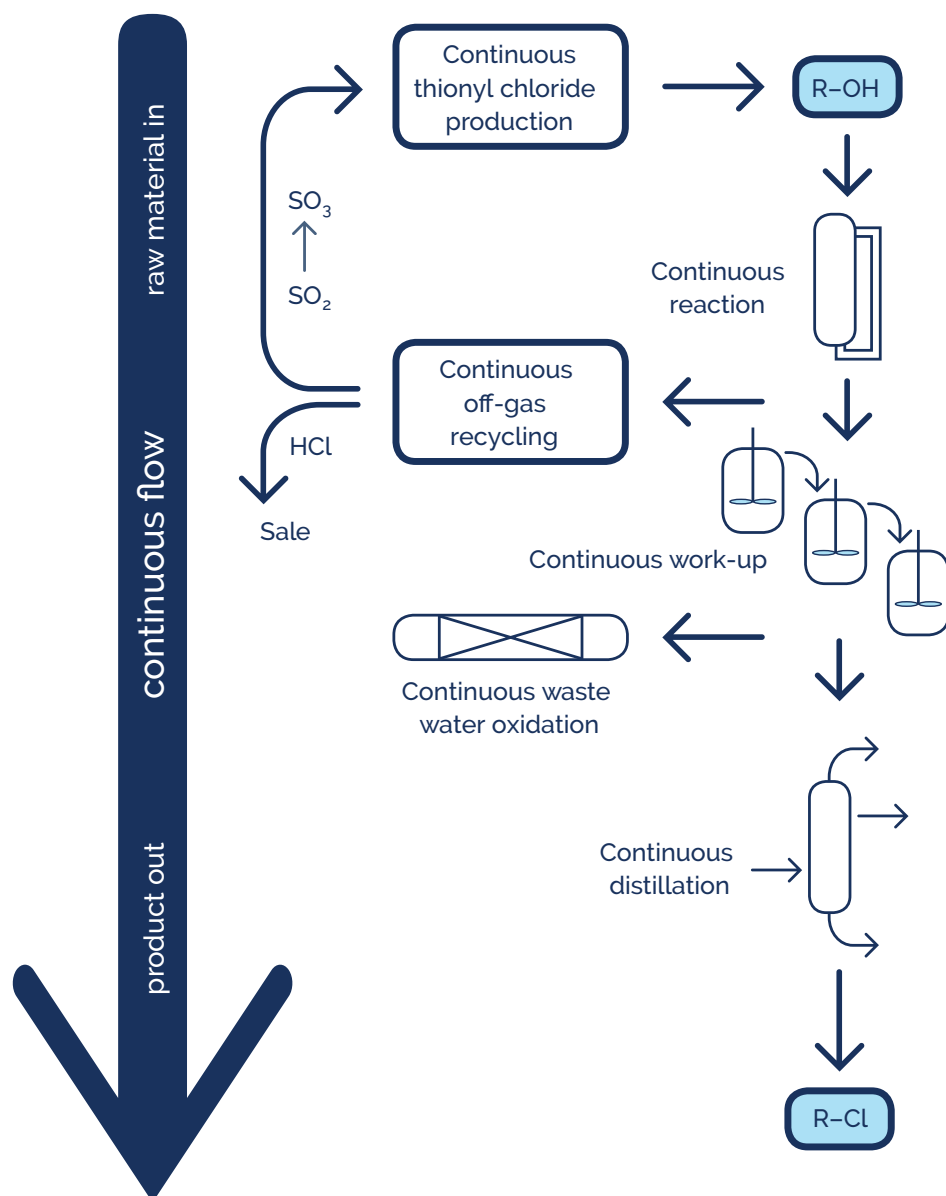 raw material in
continuous flow
product out
Continuous
thionyl chloride
production
R–OH
SO₃
SO₂
Continuous
reaction
Continuous
off-gas
recycling
HCl
Sale
Continuous work-up
Continuous waste
water oxidation
Continuous
distillation
R–Cl